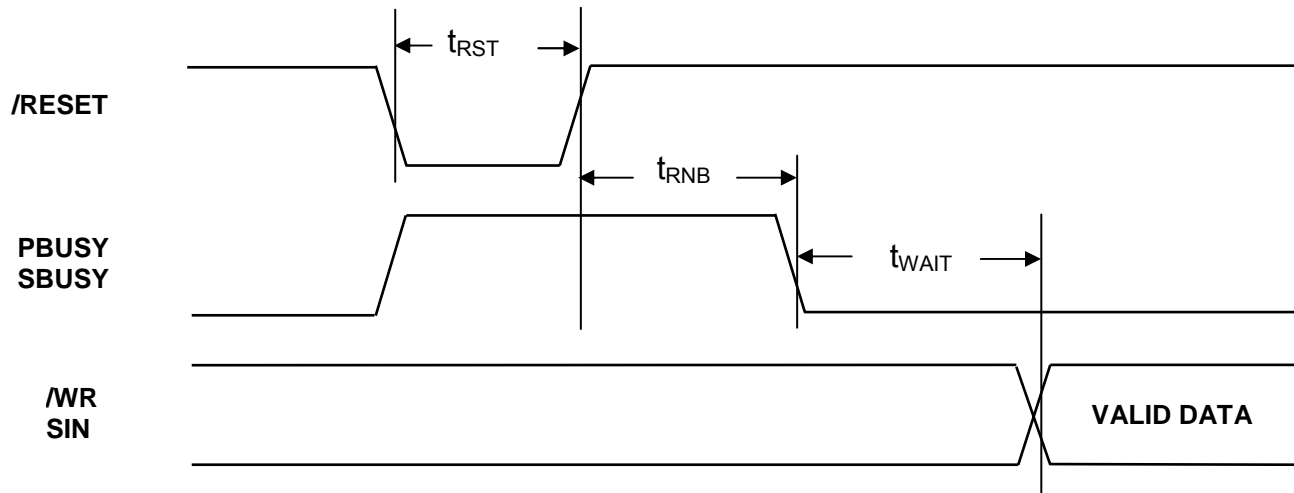 tRST
/RESET
tRNB
PBUSY
SBUSY
tWAIT
/WR
SIN
VALID DATA